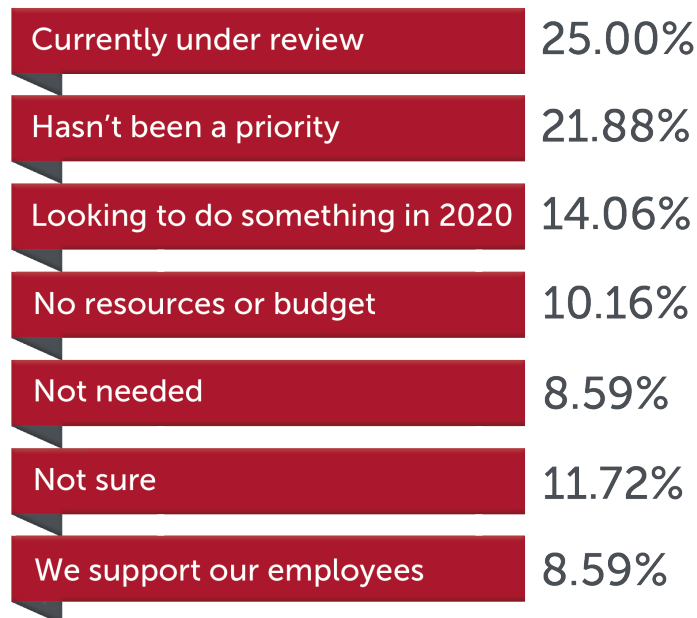 Currently under review 25.00%
Hasn’t been a priority 21.88%
Looking to do something in 2020 14.06%
No resources or budget 10.16%
Not needed 8.59%
Not sure 11.72%
We support our employees 8.59%